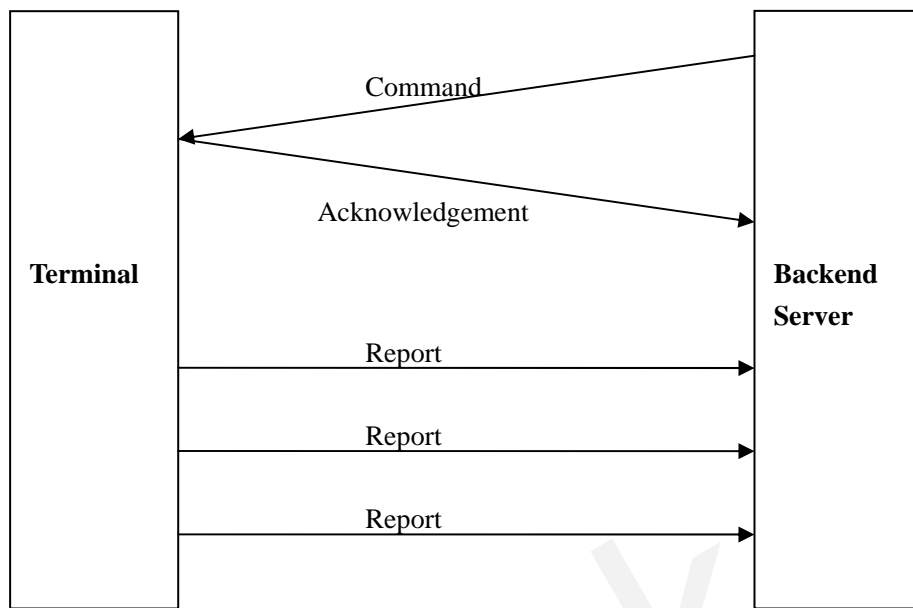 Command
Acknowledgement
Terminal
Backend
Server
Report
Report
Report